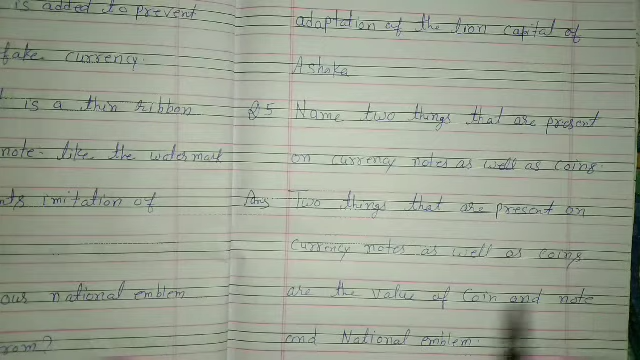 is added to prevent
fake currency.
is a thin ribbon
note. like the watermark
nts imitation of
ous national emblem
rom?
adaptation of the lion capital of
Ashoka
Q5 Name two things that are present
on currency notes as well as coins.
Ans Two things that are present on
currency notes as well as coins
are the value of coin and note
and National emblem.